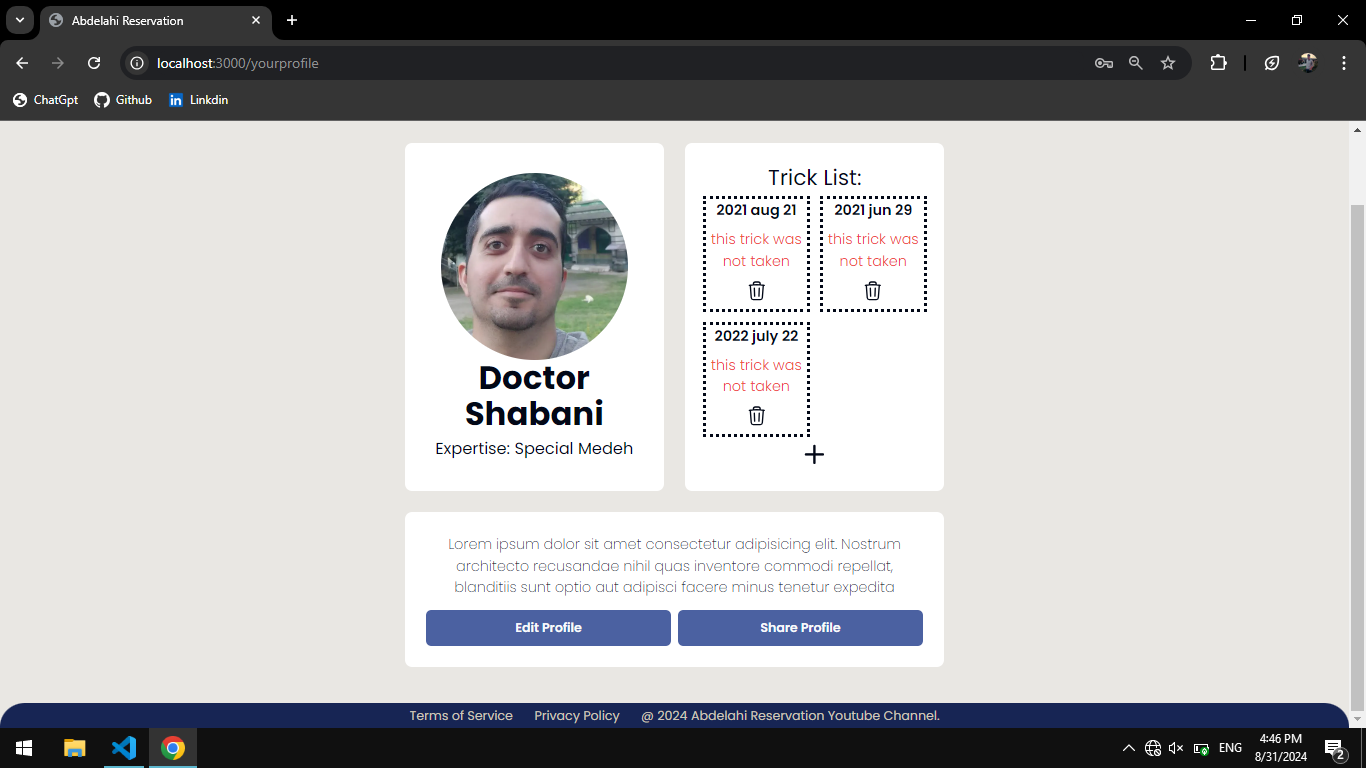 Abdelahi Reservation
localhost:3000/yourprofile
ChatGpt Github Linkdin
Doctor
Shabani
Expertise: Special Medeh
Trick List:
2021 aug 21
this trick was
not taken
2021 jun 29
this trick was
not taken
2022 july 22
this trick was
not taken
Lorem ipsum dolor sit amet consectetur adipisicing elit. Nostrum
architecto recusandae nihil quas inventore commodi repellat,
blanditiis sunt optio aut adipisci facere minus tenetur expedita
Edit Profile Share Profile
Terms of Service Privacy Policy @ 2024 Abdelahi Reservation Youtube Channel.
ENG
4:46 PM
8/31/2024
2